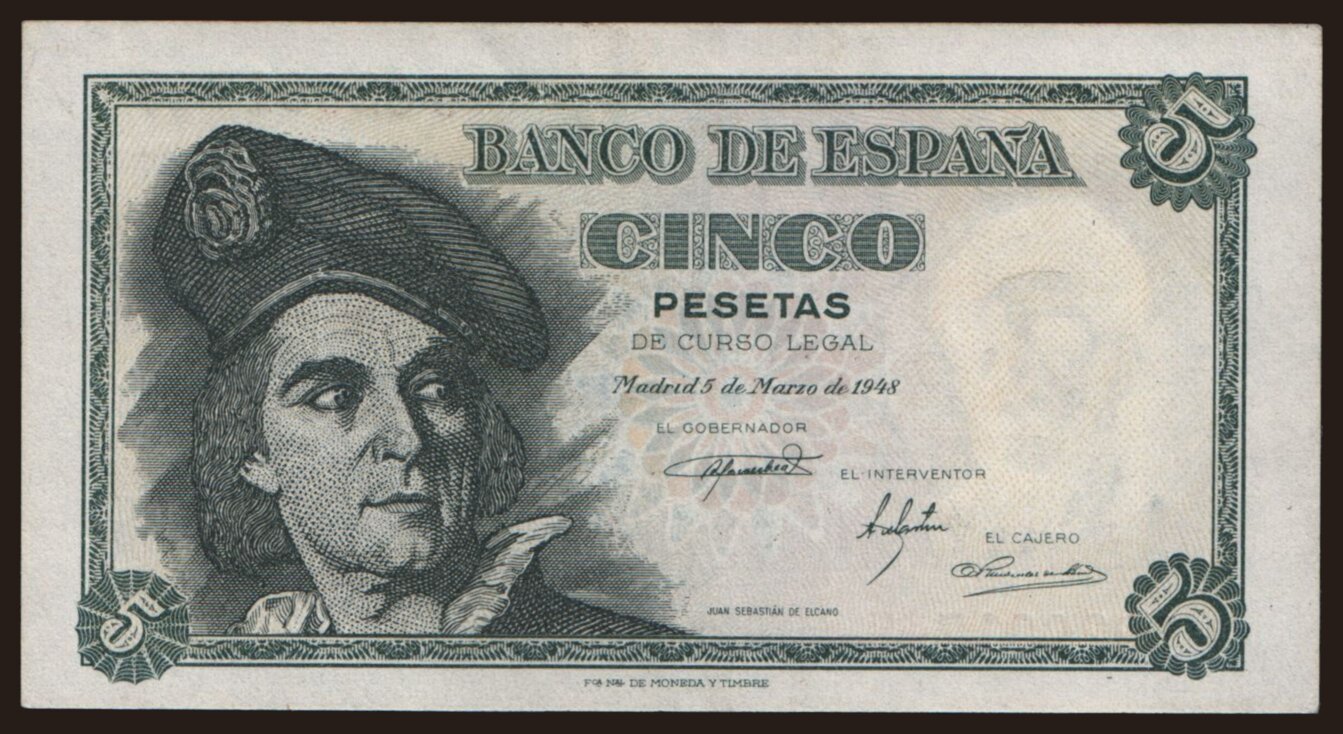 BANCO DE ESPAÑA
5
CINCO
PESETAS
DE CURSO LEGAL
Madrid 5 de Marzo de 1948
EL GOBERNADOR
EL INTERVENTOR
EL CAJERO
JUAN SEBASTIÁN DE ELCANO
5
5
Fca Nal DE MONEDA Y TIMBRE